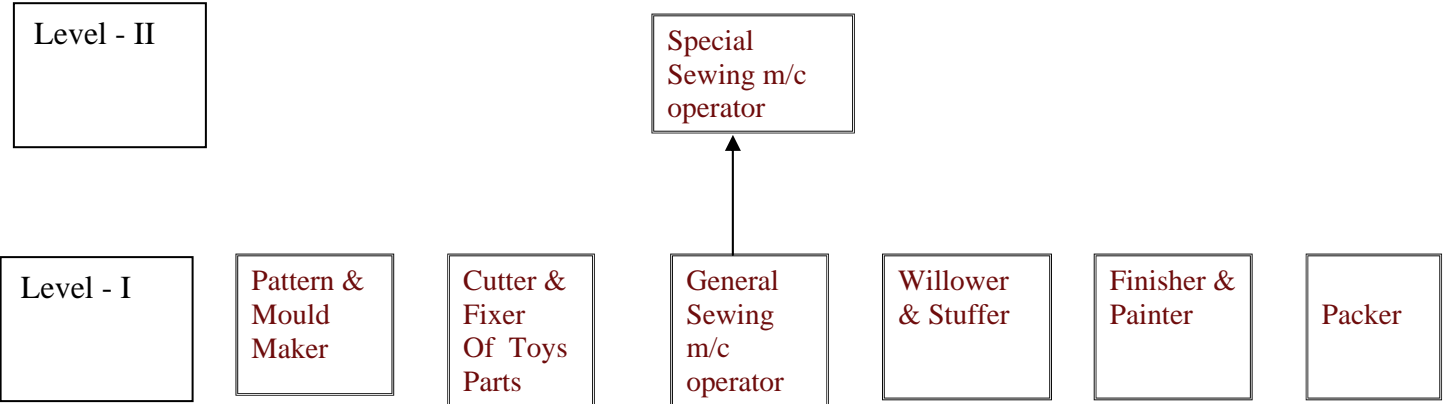 Level - II
Special
Sewing m/c
operator
Level - I
Pattern &
Mould
Maker
Cutter &
Fixer
Of Toys
Parts
General
Sewing
m/c
operator
Willower
& Stuffer
Finisher &
Painter
Packer